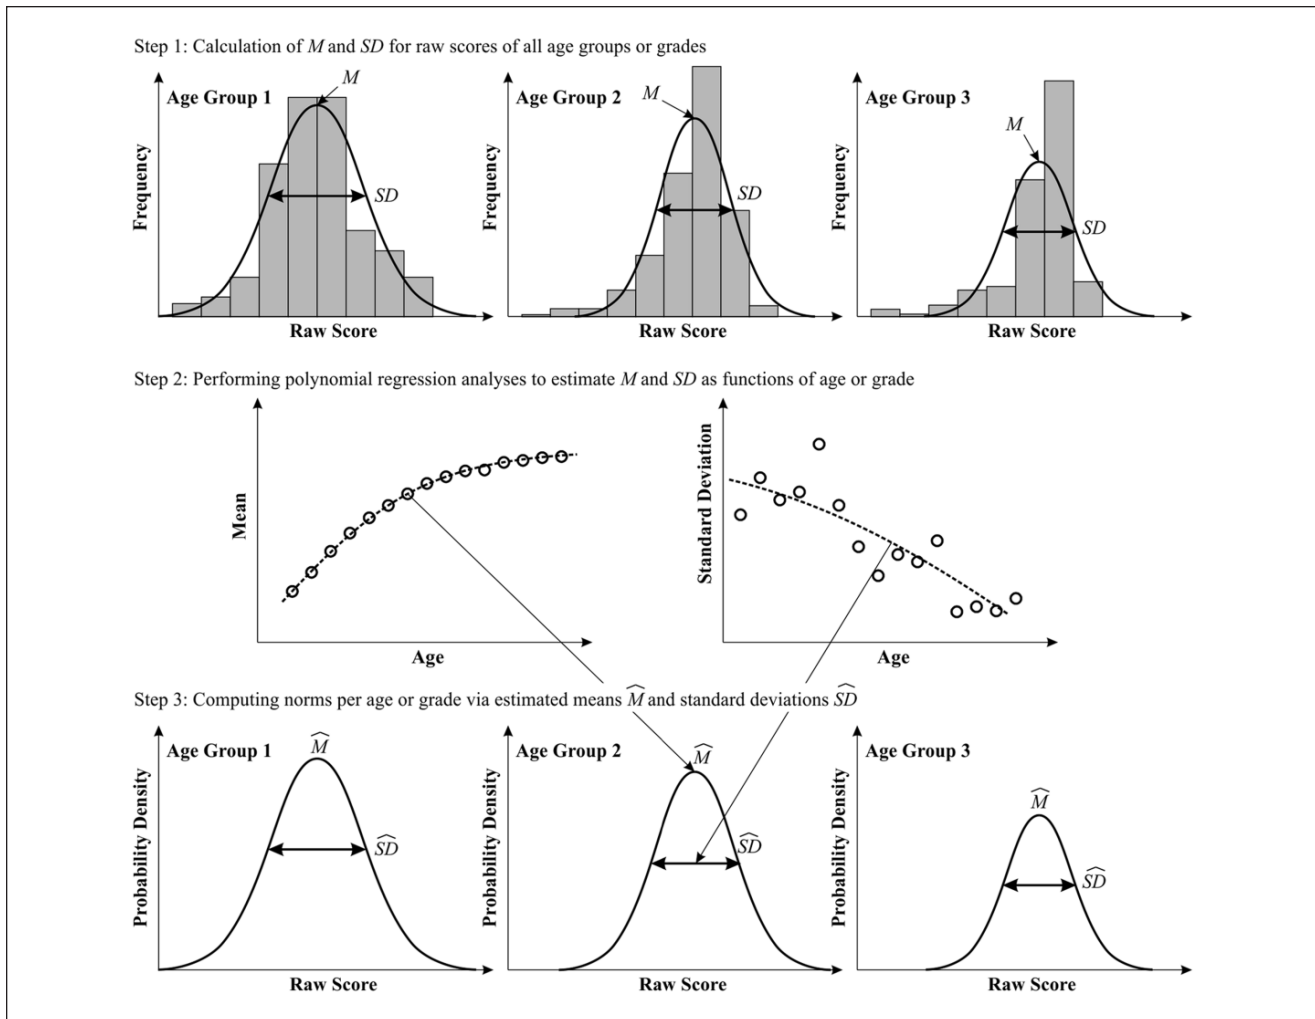 Step 1: Calculation of M and SD for raw scores of all age groups or grades
Age Group 1
M
SD
Frequency
Raw Score
Age Group 2
M
SD
Frequency
Raw Score
Age Group 3
M
SD
Frequency
Raw Score
Step 2: Performing polynomial regression analyses to estimate M and SD as functions of age or grade
Mean
Age
Standard Deviation
Age
Step 3: Computing norms per age or grade via estimated means M̂ and standard deviations SD̂
Age Group 1
M̂
SD̂
Probability Density
Raw Score
Age Group 2
M̂
SD̂
Probability Density
Raw Score
Age Group 3
M̂
SD̂
Probability Density
Raw Score